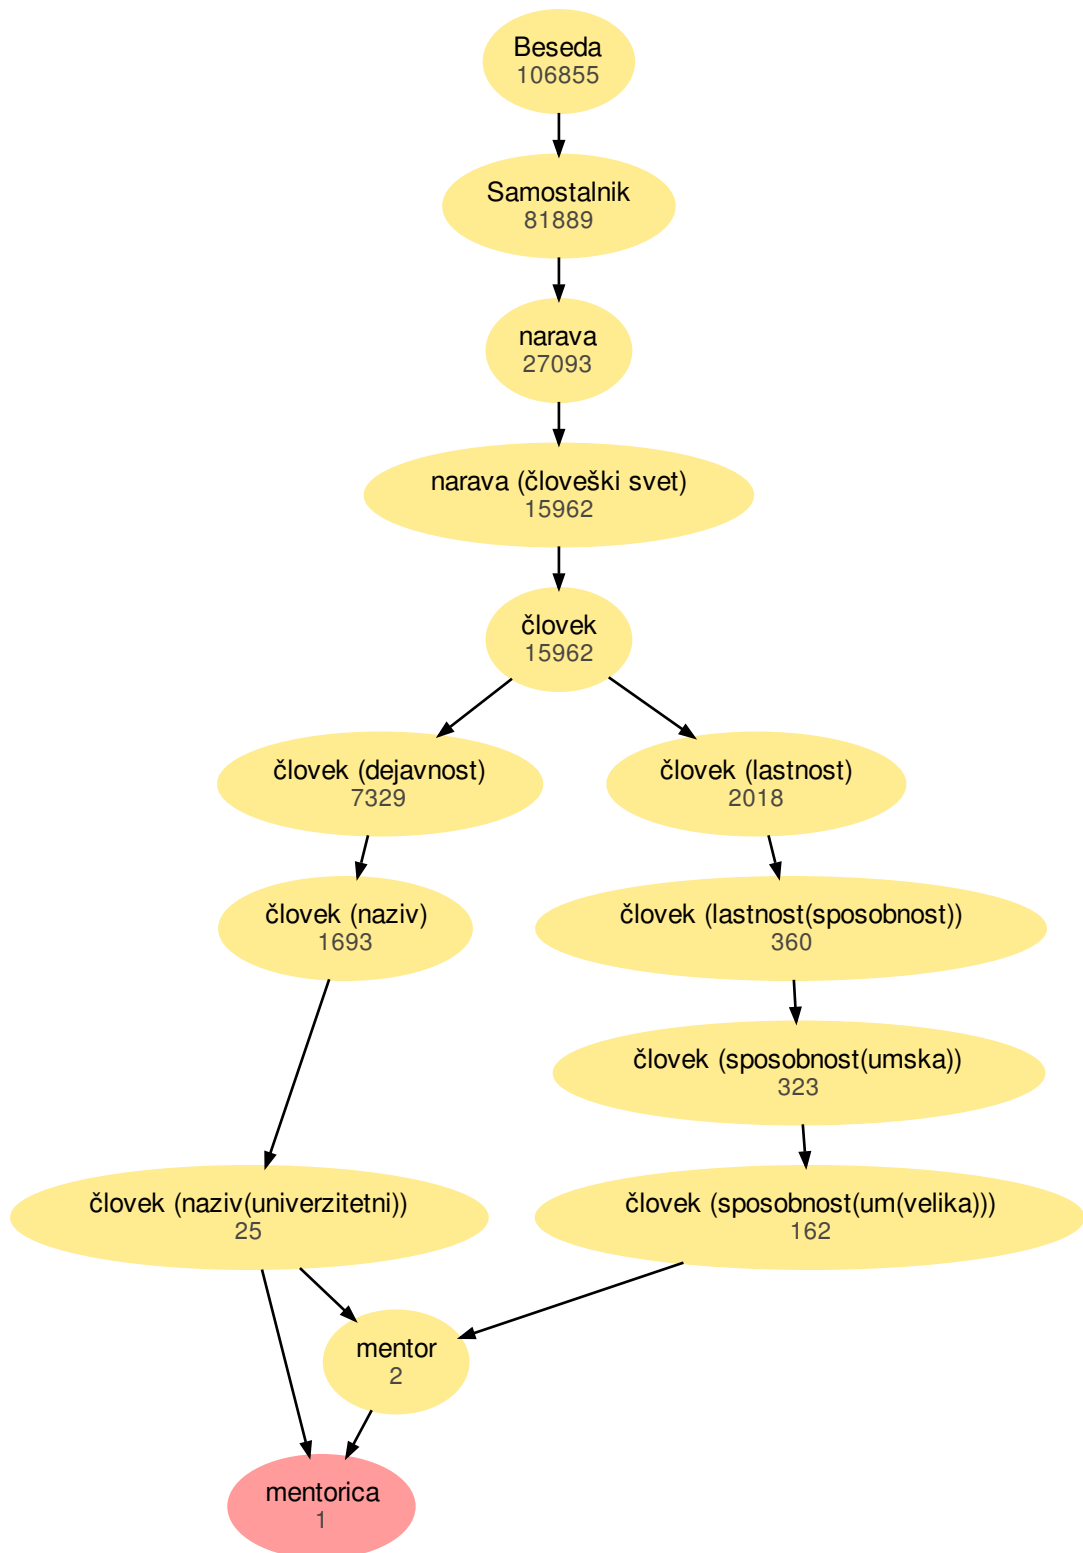 Beseda
106855
Samostalnik
81889
narava
27093
narava (človeški svet)
15962
človek
15962
človek (dejavnost)
7329
človek (lastnost)
2018
človek (naziv)
1693
človek (lastnost(sposobnost))
360
človek (sposobnost(umska))
323
človek (naziv(univerzitetni))
25
človek (sposobnost(um(velika)))
162
mentor
2
mentorica
1